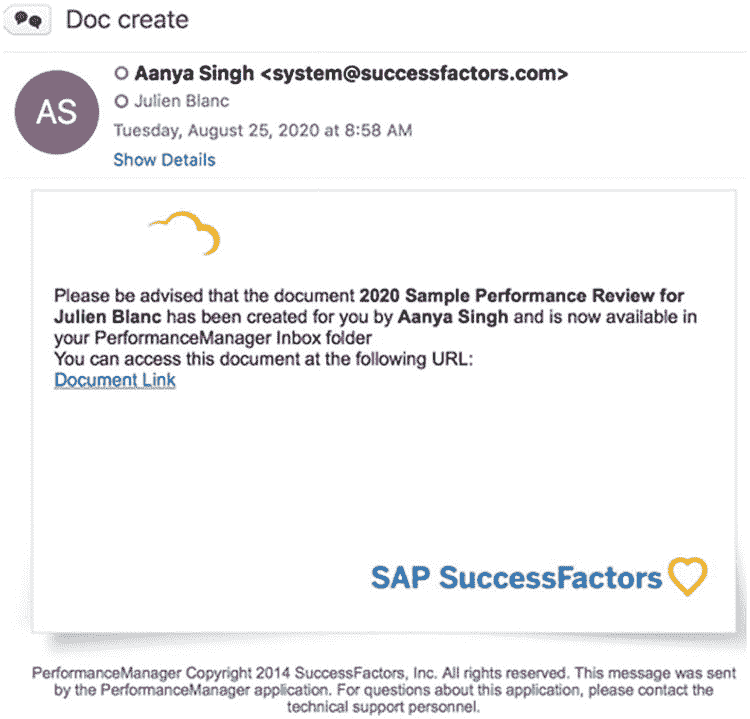 Doc create
Aanya Singh <system@successfactors.com>
AS
Julien Blanc
Tuesday, August 25, 2020 at 8:58 AM
Show Details
Please be advised that the document 2020 Sample Performance Review for
Julien Blanc has been created for you by Aanya Singh and is now available in
your PerformanceManager Inbox folder
You can access this document at the following URL:
Document Link
SAP SuccessFactors
PerformanceManager Copyright 2014 SuccessFactors, Inc. All rights reserved. This message was sent
by the PerformanceManager application. For questions about this application, please contact the
technical support personnel.